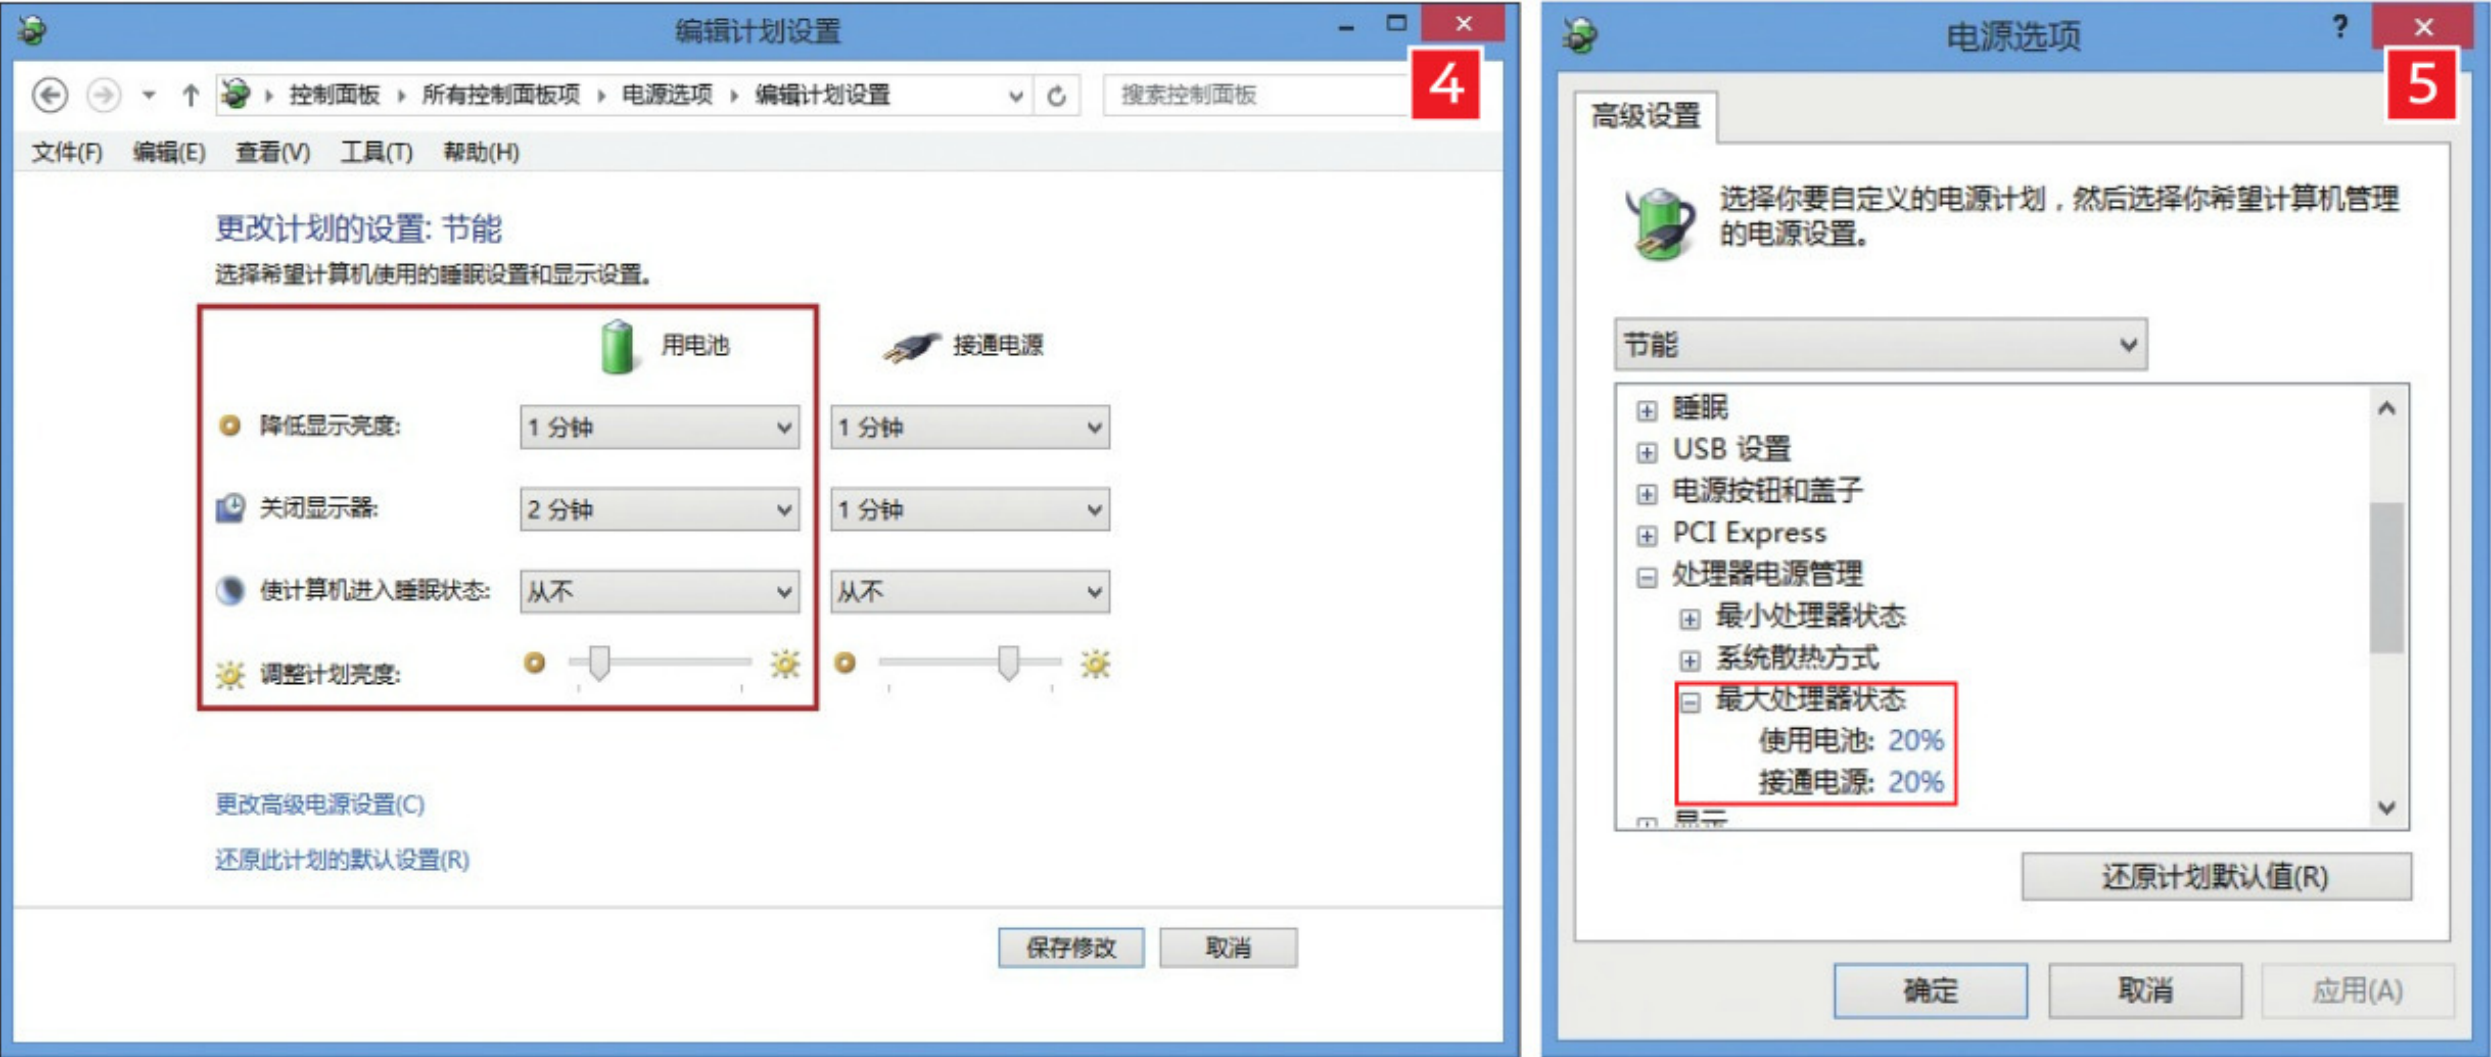 编辑计划设置
4
控制面板 所有控制面板项 电源选项 编辑计划设置 搜索控制面板
文件(F) 编辑(E) 查看(V) 工具(T) 帮助(H)
更改计划的设置: 节能
选择希望计算机使用的睡眠设置和显示设置。
用电池 接通电源
降低显示亮度: 1 分钟 1 分钟
关闭显示器: 2 分钟 1 分钟
使计算机进入睡眠状态: 从不 从不
调整计划亮度:
更改高级电源设置(C)
还原此计划的默认设置(R)
保存修改 取消
电源选项 ?
5
高级设置
选择你要自定义的电源计划，然后选择你希望计算机管理
的电源设置。
节能
睡眠
USB 设置
电源按钮和盖子
PCI Express
处理器电源管理
最小处理器状态
系统散热方式
最大处理器状态
使用电池: 20%
接通电源: 20%
显示
还原计划默认值(R)
确定 取消 应用(A)